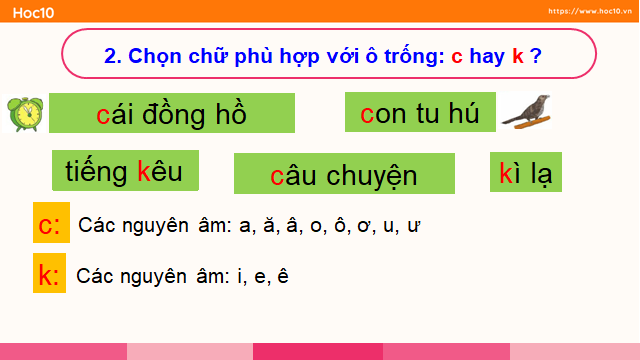 Hoc10
https://www.hoc10.vn
2. Chọn chữ phù hợp với ô trống: c hay k ?
cái đồng hồ
con tu hú
tiếng kêu
câu chuyện
kì lạ
c: Các nguyên âm: a, ă, â, o, ô, ơ, u, ư
k: Các nguyên âm: i, e, ê